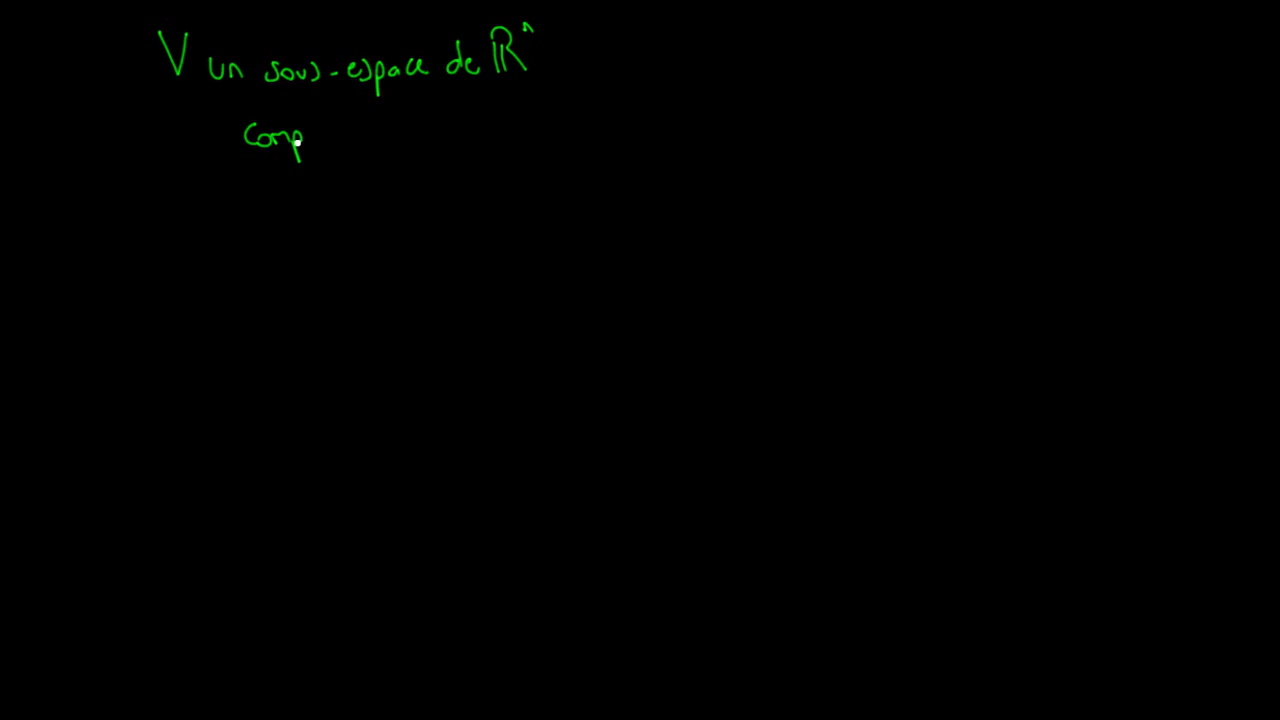 V un sous-espace de ℝⁿ
comp